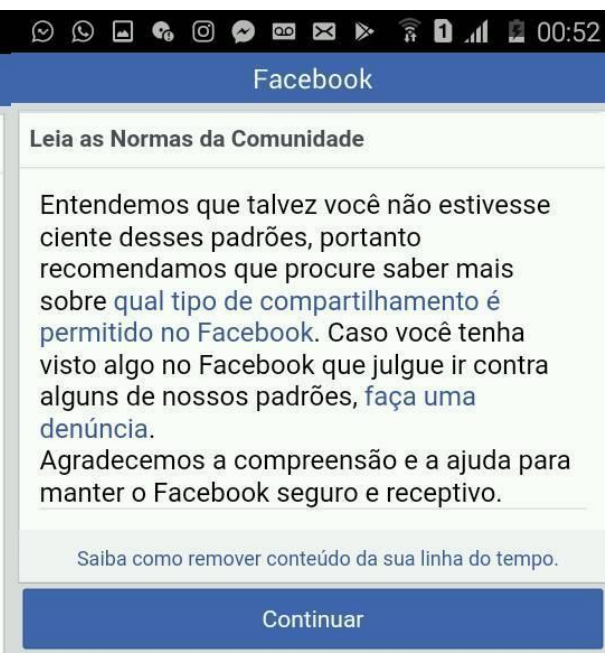 00:52
Facebook
Leia as Normas da Comunidade
Entendemos que talvez você não estivesse
ciente desses padrões, portanto
recomendamos que procure saber mais
sobre qual tipo de compartilhamento é
permitido no Facebook. Caso você tenha
visto algo no Facebook que julgue ir contra
alguns de nossos padrões, faça uma
denúncia.
Agradecemos a compreensão e a ajuda para
manter o Facebook seguro e receptivo.
Saiba como remover conteúdo da sua linha do tempo.
Continuar